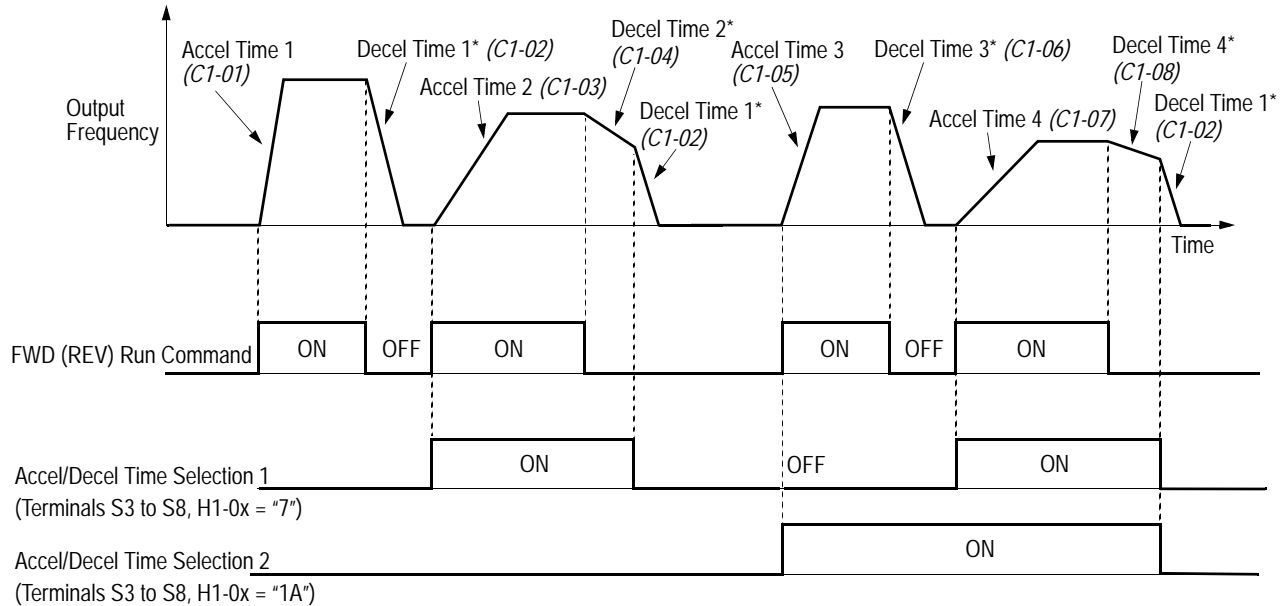 Accel Time 1
(C1-01)
Decel Time 1* (C1-02)
Accel Time 2 (C1-03)
Decel Time 2*
(C1-04)
Decel Time 1*
(C1-02)
Accel Time 3
(C1-05)
Decel Time 3* (C1-06)
Accel Time 4 (C1-07)
Decel Time 4*
(C1-08)
Decel Time 1*
(C1-02)
Output
Frequency
Time
FWD (REV) Run Command
ON
OFF
ON
ON
OFF
ON
Accel/Decel Time Selection 1
(Terminals S3 to S8, H1-0x = “7”)
ON
OFF
ON
Accel/Decel Time Selection 2
(Terminals S3 to S8, H1-0x = “1A”)
ON